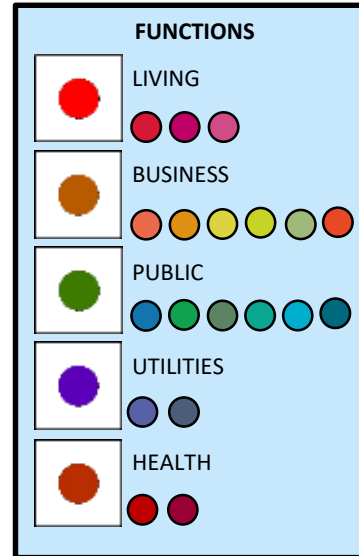 FUNCTIONS
LIVING
BUSINESS
PUBLIC
UTILITIES
HEALTH